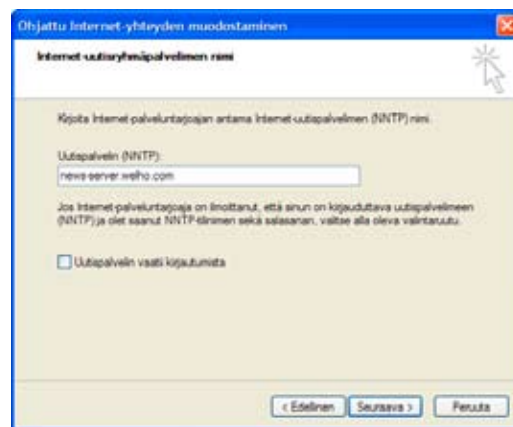 Ohjattu Internet-yhteyden muodostaminen
Internet-uutisryhmäpalvelimen nimi
Kirjoita Internet-palveluntarjoajan antama Internet-uutispalvelimen (NNTP) nimi.
Uutispalvelin (NNTP):
news-server.welho.com
Jos Internet-palveluntarjoaja on ilmoittanut, että sinun on kirjauduttava uutispalvelimeen
(NNTP) ja olet saanut NNTP-tilinimen sekä salasanan, valitse alla oleva valintaruutu.
Uutispalvelin vaatii kirjautumista
< Edellinen
Seuraava >
Peruuta